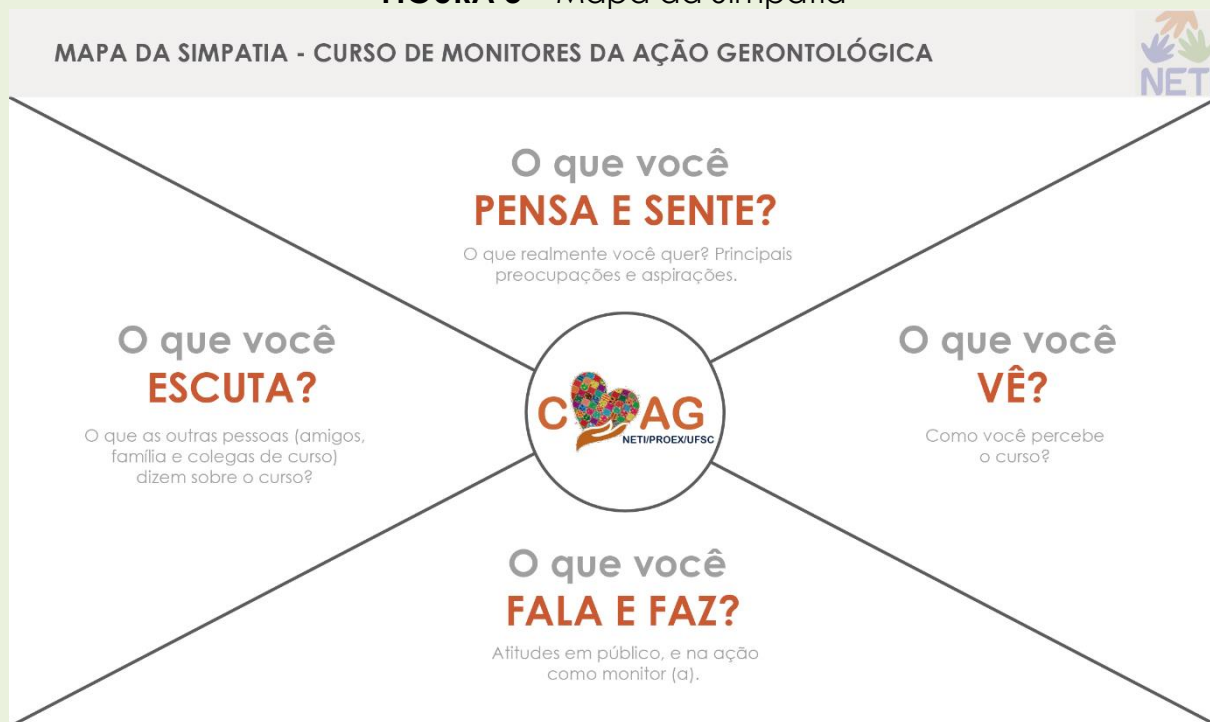 Mapa da
MAPA DA SIMPATIA - CURSO DE MONITORES DA AÇÃO GERONTOLÓGICA
NET
O que você
PENSA E SENTE?
O que realmente você quer? Principais
preocupações e aspirações.
O que você
ESCUTA?
O que as outras pessoas (amigos,
família e colegas de curso)
dizem sobre o curso?
C AG
NETI/PROEX/UFSC
O que você
VÊ?
Como você percebe
o curso?
O que você
FALA E FAZ?
Atitudes em público, e na ação
como monitor (a).